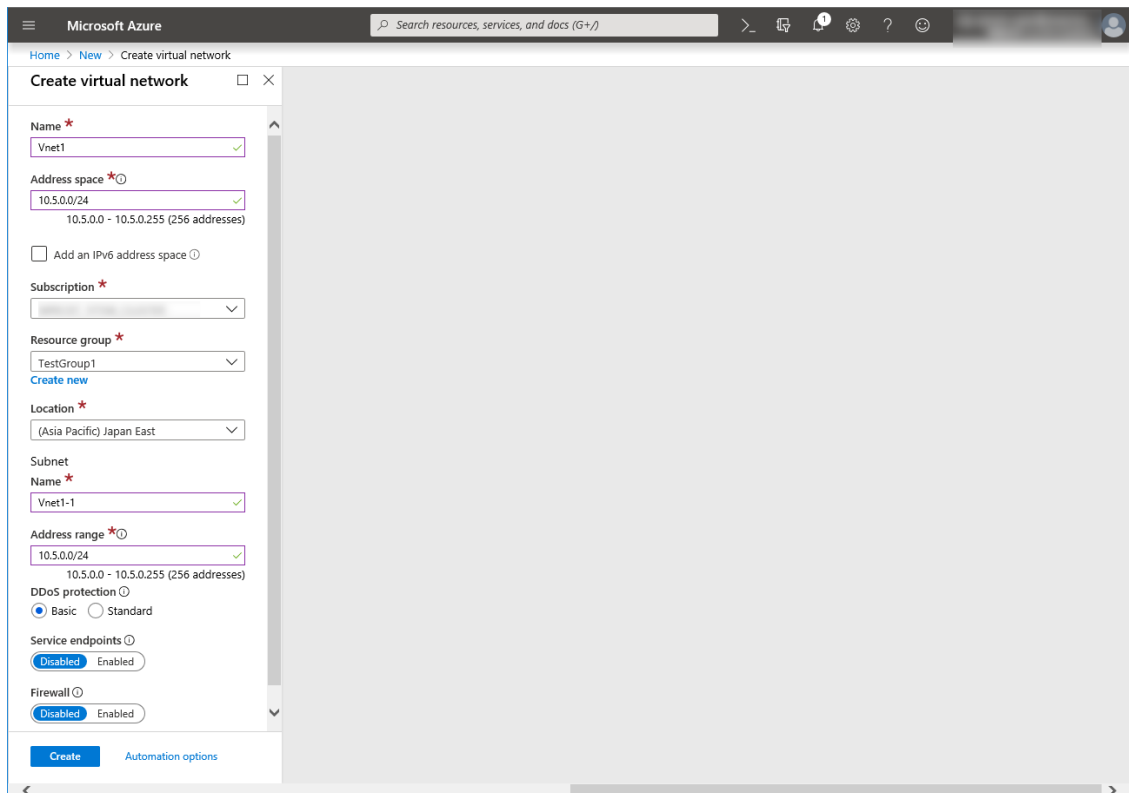 Microsoft Azure
Search resources, services, and docs (G+/)
1
Home > New > Create virtual network
Create virtual network
Name *
Vnet1
Address space *
10.5.0.0/24
10.5.0.0 - 10.5.0.255 (256 addresses)
Add an IPv6 address space
Subscription *
Resource group *
TestGroup1
Create new
Location *
(Asia Pacific) Japan East
Subnet
Name *
Vnet1-1
Address range *
10.5.0.0/24
10.5.0.0 - 10.5.0.255 (256 addresses)
DDoS protection
Basic Standard
Service endpoints
Disabled Enabled
Firewall
Disabled Enabled
Create Automation options